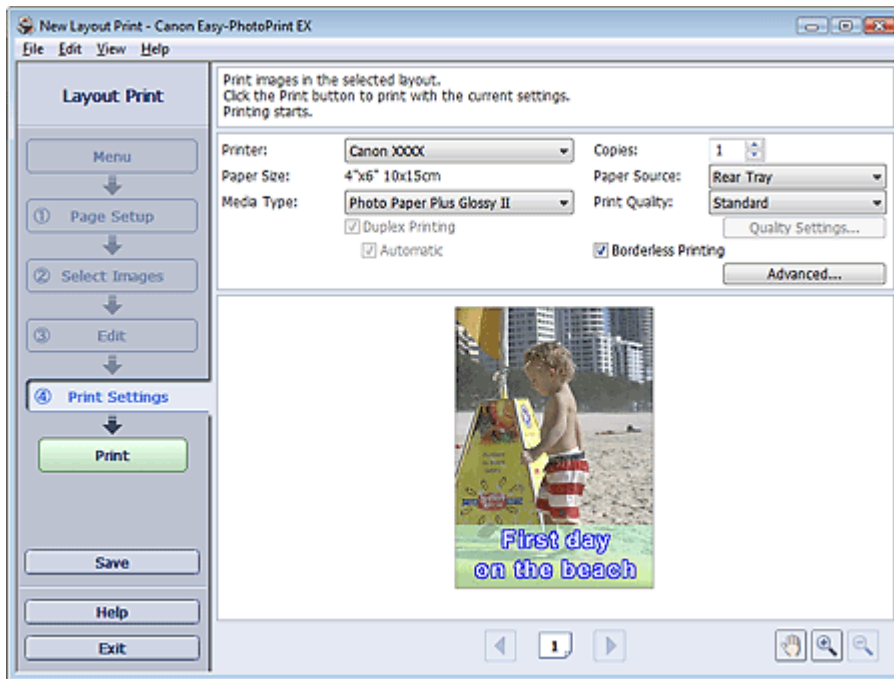 New Layout Print - Canon Easy-PhotoPrint EX
File Edit View Help
Layout Print
Menu
① Page Setup
② Select Images
③ Edit
④ Print Settings
Print
Save
Help
Exit
Print images in the selected layout.
Click the Print button to print with the current settings.
Printing starts.
Printer: Canon XXXX Copies: 1
Paper Size: 4"x6" 10x15cm Paper Source: Rear Tray
Media Type: Photo Paper Plus Glossy II Print Quality: Standard
Duplex Printing Quality Settings...
Automatic Borderless Printing
Advanced...
First day
on the beach
1